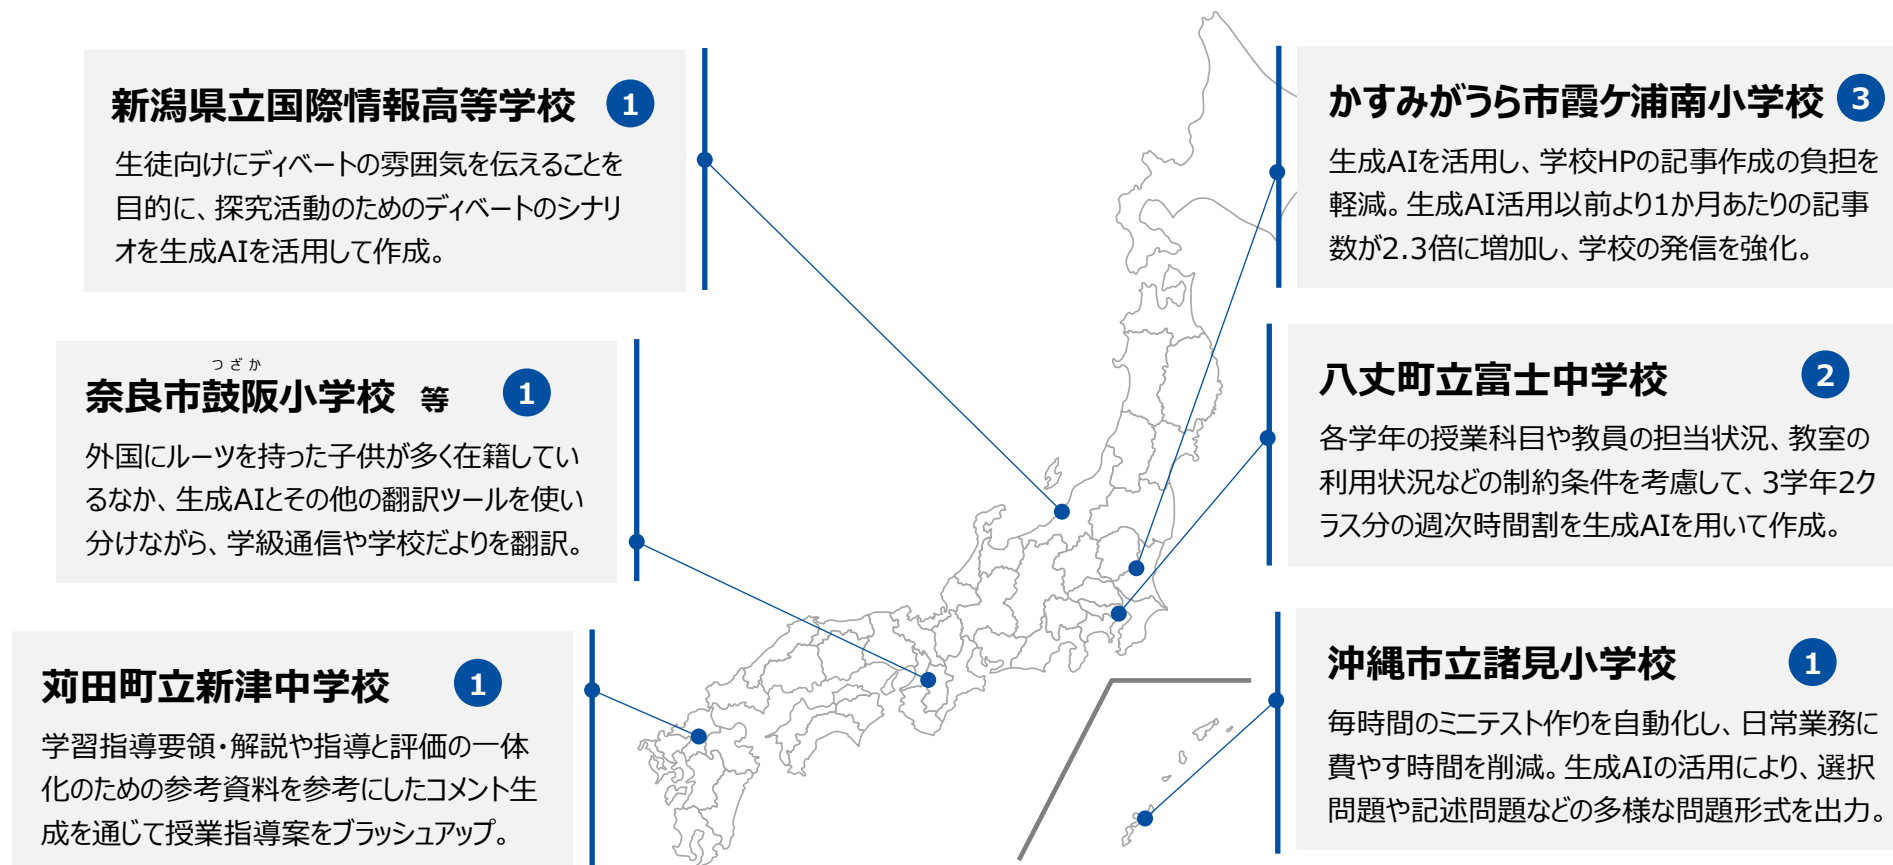 新潟県立国際情報高等学校 1
生徒向けにディベートの雰囲気を伝えることを
目的に、探究活動のためのディベートのシナリ
オを生成AIを活用して作成。
つざか
奈良市鼓阪小学校 等 1
外国にルーツを持った子供が多く在籍してい
るなか、生成AIとその他の翻訳ツールを使い
分けながら、学級通信や学校だよりを翻訳。
苅田町立新津中学校 1
学習指導要領・解説や指導と評価の一体
化のための参考資料を参考にしたコメント生
成を通じて授業指導案をブラッシュアップ。
かすみがうら市霞ケ浦南小学校 3
生成AIを活用し、学校HPの記事作成の負担を
軽減。生成AI活用以前より1か月あたりの記事
数が2.3倍に増加し、学校の発信を強化。
八丈町立富士中学校 2
各学年の授業科目や教員の担当状況、教室の
利用状況などの制約条件を考慮して、3学年2ク
ラス分の週次時間割を生成AIを用いて作成。
沖縄市立諸見小学校 1
毎時間のミニテスト作りを自動化し、日常業務に
費やす時間を削減。生成AIの活用により、選択
問題や記述問題などの多様な問題形式を出力。